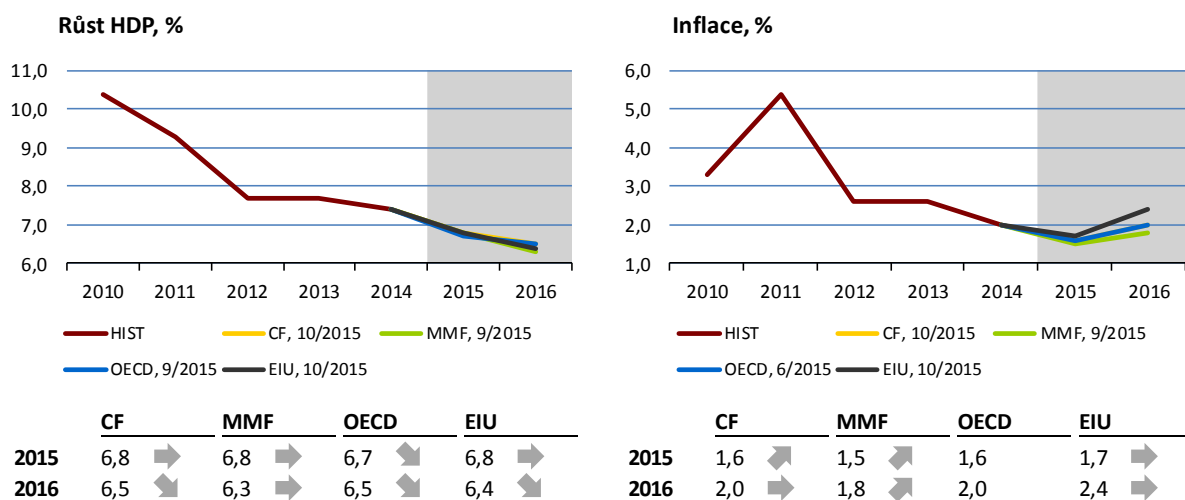 Růst HDP, %
11,0
10,0
9,0
8,0
7,0
6,0
2010 2011 2012 2013 2014 2015 2016
HIST CF, 10/2015 MMF, 9/2015
OECD, 9/2015 EIU, 10/2015
CF MMF OECD EIU
2015 6,8 6,8 6,7 6,8
2016 6,5 6,3 6,5 6,4
Inflace, %
6,0
5,0
4,0
3,0
2,0
1,0
2010 2011 2012 2013 2014 2015 2016
HIST CF, 10/2015 MMF, 9/2015
OECD, 6/2015 EIU, 10/2015
CF MMF OECD EIU
2015 1,6 1,5 1,6 1,7
2016 2,0 1,8 2,0 2,4